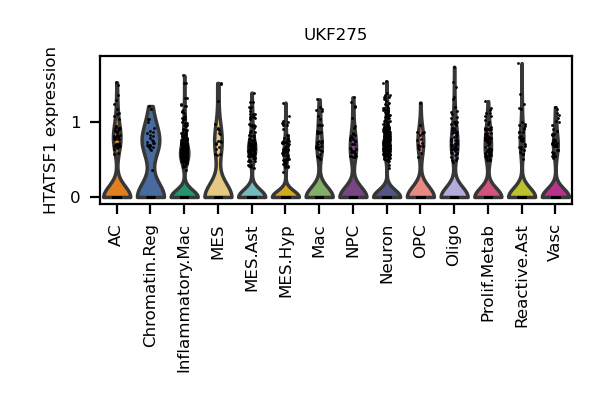 UKF275
HTATSF1 expression
1
0
AC
Chromatin.Reg
Inflammatory.Mac
MES
MES.Ast
MES.Hyp
Mac
NPC
Neuron
OPC
Oligo
Prolif.Metab
Reactive.Ast
Vasc